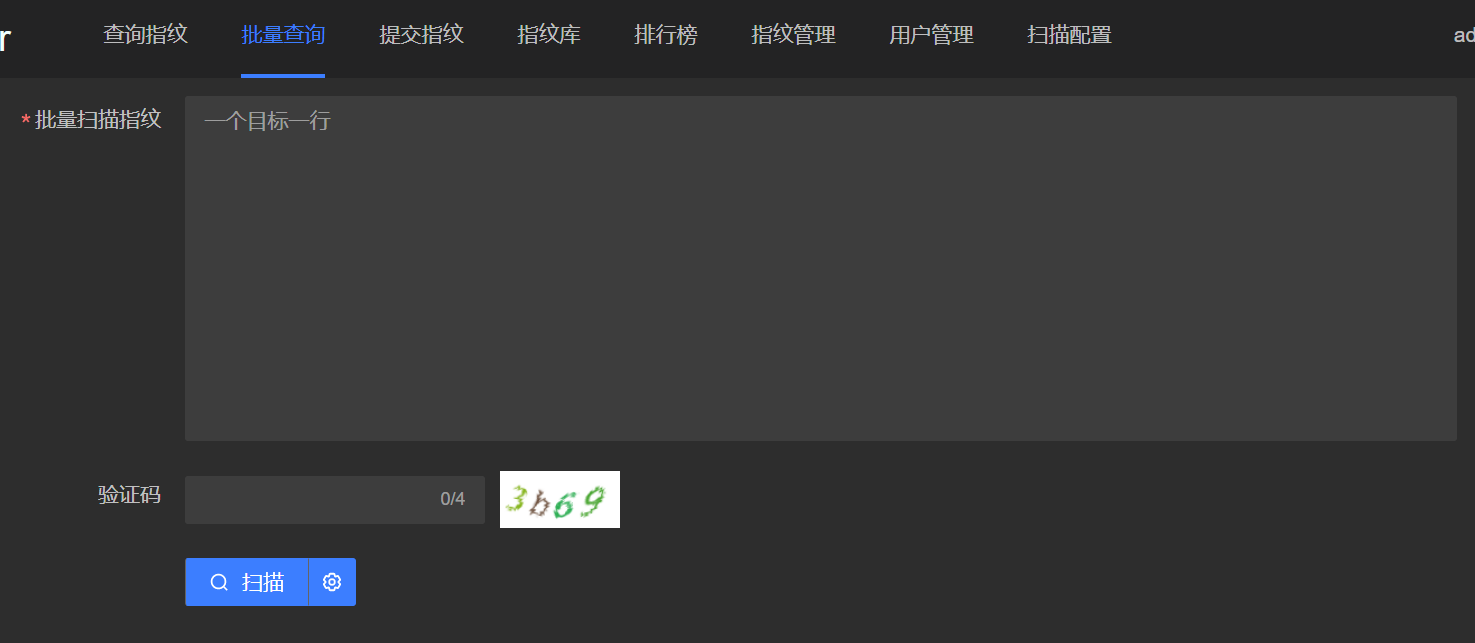 r 查询指纹 批量查询 提交指纹 指纹库 排行榜 指纹管理 用户管理 扫描配置 ad
*批量扫描指纹 一个目标一行
验证码 0/4 3b69
扫描